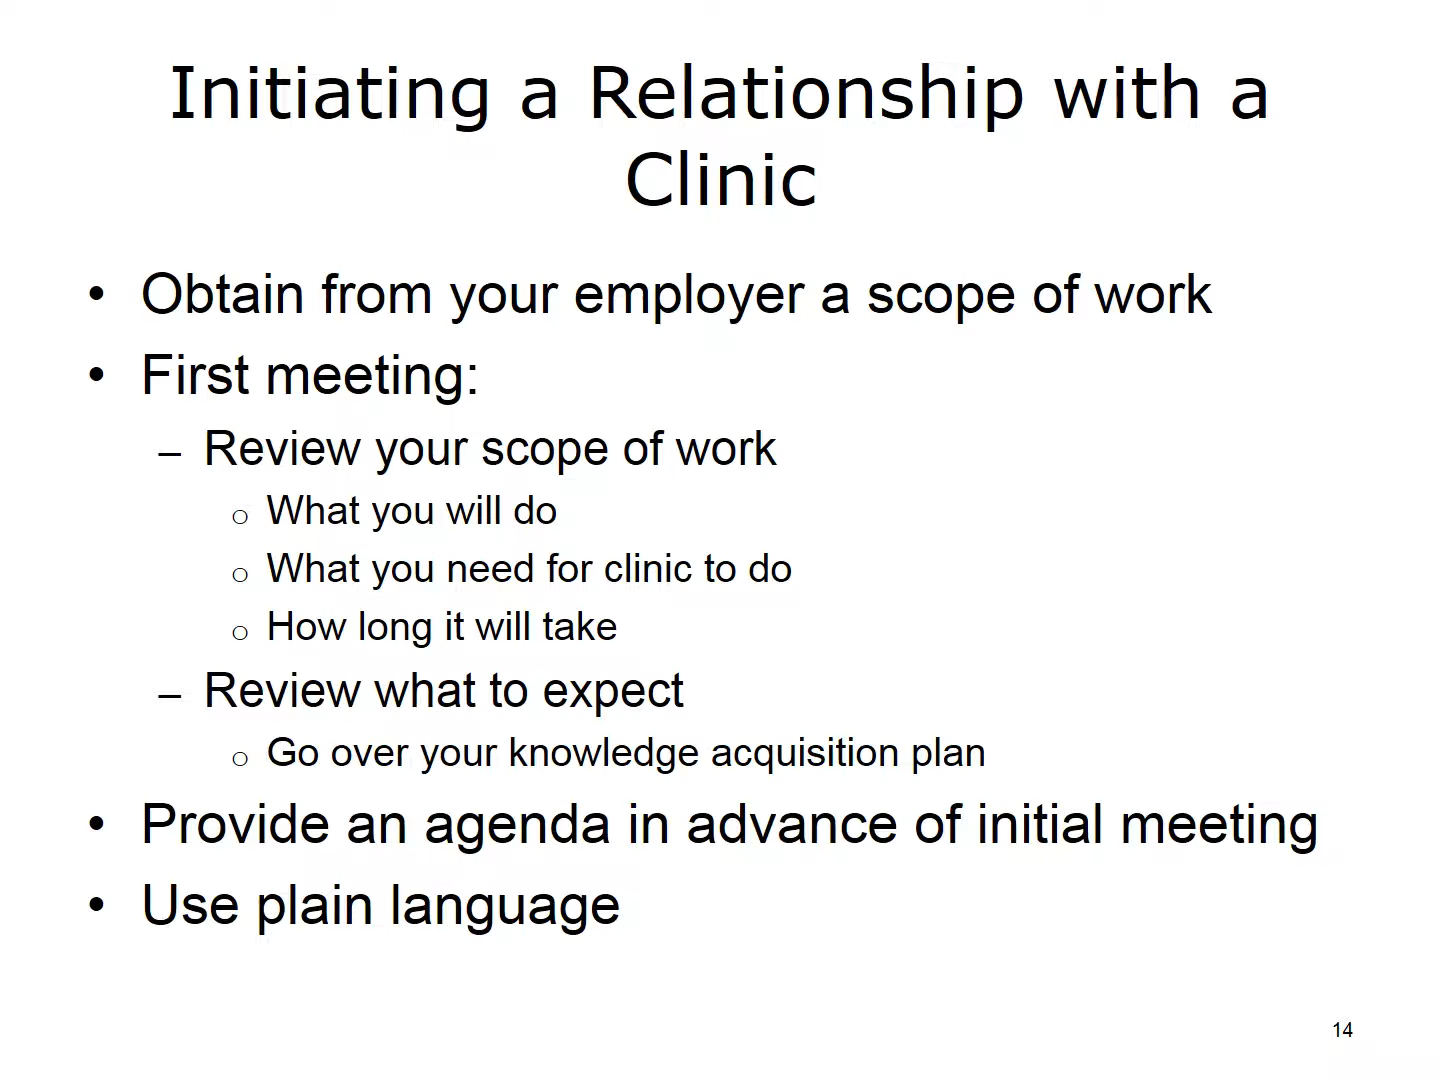 Initiating a Relationship with a
Clinic
• Obtain from your employer a scope of work
• First meeting:
– Review your scope of work
o What you will do
o What you need for clinic to do
o How long it will take
– Review what to expect
o Go over your knowledge acquisition plan
• Provide an agenda in advance of initial meeting
• Use plain language
14